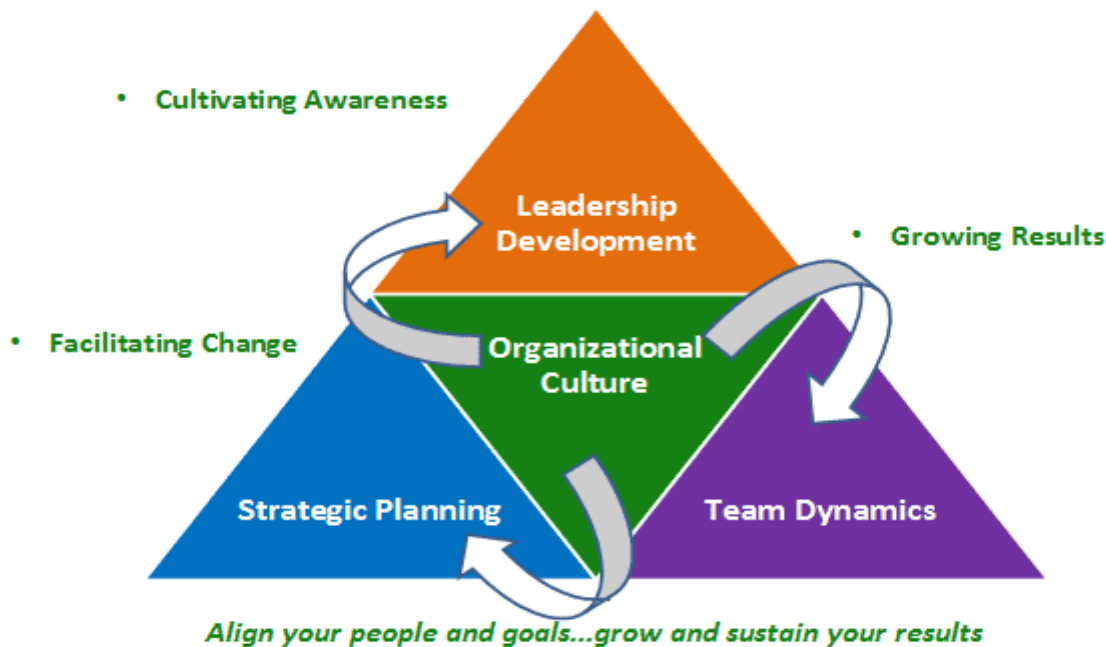 • Cultivating Awareness
Leadership
Development
• Growing Results
• Facilitating Change
Organizational
Culture
Strategic Planning
Team Dynamics
Align your people and goals...grow and sustain your results